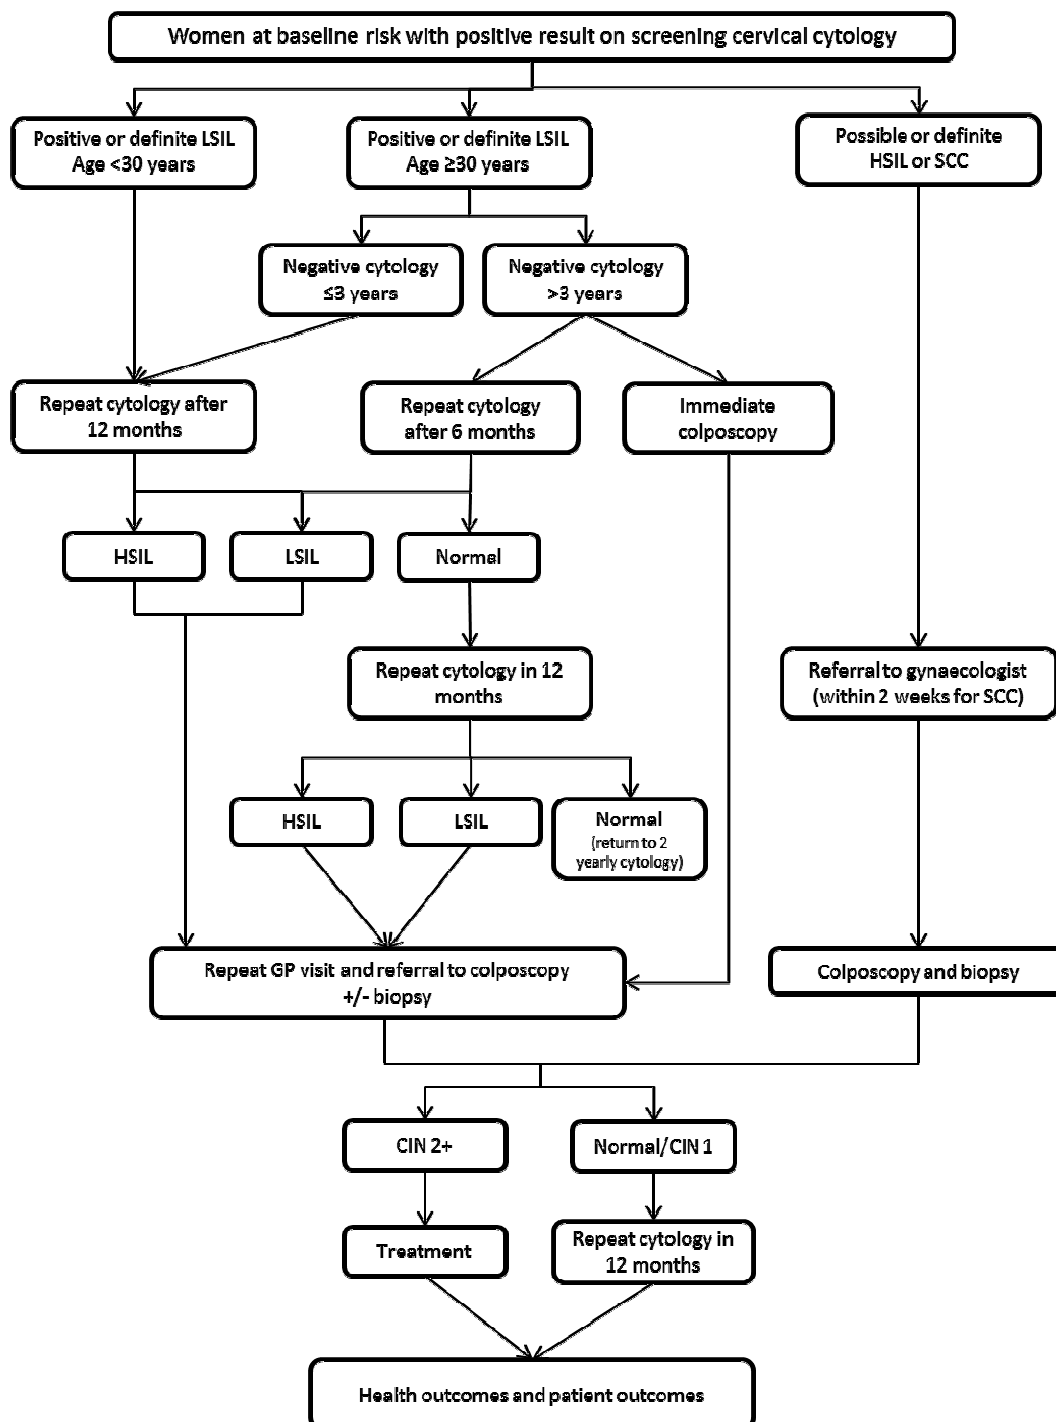 Women at baseline risk with positive result on screening cervical cytology
Positive or definite LSIL
Age <30 years
Positive or definite LSIL
Age ≥30 years
Possible or definite
HSIL or SCC
Negative cytology
≤3 years
Negative cytology
>3 years
Repeat cytology after
12 months
Repeat cytology
after 6 months
Immediate
colposcopy
HSIL
LSIL
Normal
Repeat cytology in 12
months
Referral to gynaecologist
(within 2 weeks for SCC)
HSIL
LSIL
Normal
(return to 2
yearly cytology)
Repeat GP visit and referral to colposcopy
+/- biopsy
Colposcopy and biopsy
CIN 2+
Normal/CIN 1
Treatment
Repeat cytology in
12 months
Health outcomes and patient outcomes